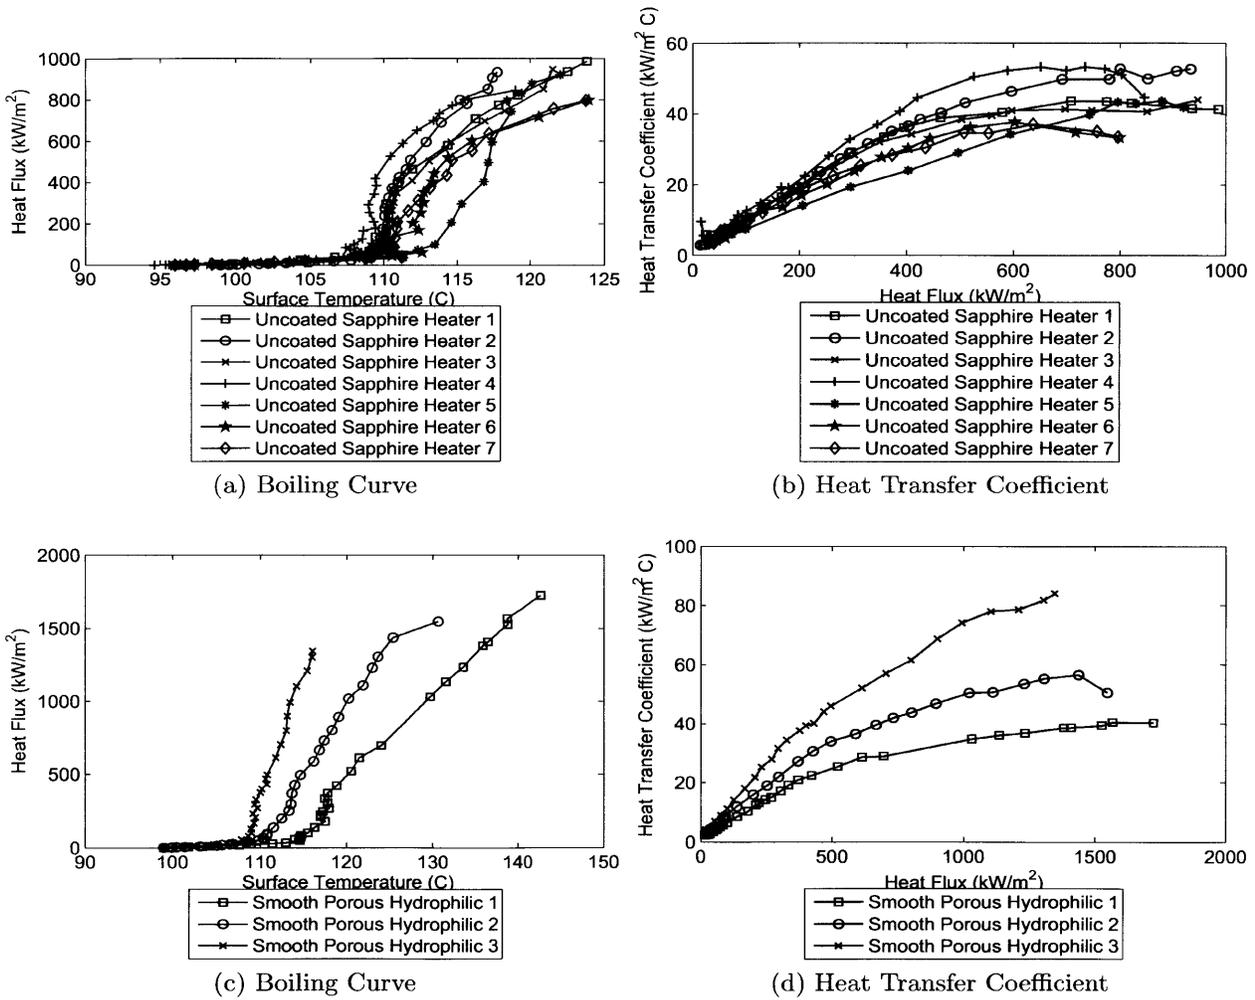 1000
800
600
400
200
0
90
95
100
105
110
115
120
125
Heat Flux (kW/m²)
Surface Temperature (C)
Uncoated Sapphire Heater 1
Uncoated Sapphire Heater 2
Uncoated Sapphire Heater 3
Uncoated Sapphire Heater 4
Uncoated Sapphire Heater 5
Uncoated Sapphire Heater 6
Uncoated Sapphire Heater 7
(a) Boiling Curve
60
40
20
0
0
200
400
600
800
1000
Heat Transfer Coefficient (kW/m² C)
Heat Flux (kW/m²)
Uncoated Sapphire Heater 1
Uncoated Sapphire Heater 2
Uncoated Sapphire Heater 3
Uncoated Sapphire Heater 4
Uncoated Sapphire Heater 5
Uncoated Sapphire Heater 6
Uncoated Sapphire Heater 7
(b) Heat Transfer Coefficient
2000
1500
1000
500
0
90
100
110
120
130
140
150
Heat Flux (kW/m²)
Surface Temperature (C)
Smooth Porous Hydrophilic 1
Smooth Porous Hydrophilic 2
Smooth Porous Hydrophilic 3
(c) Boiling Curve
100
80
60
40
20
0
0
500
1000
1500
2000
Heat Transfer Coefficient (kW/m² C)
Heat Flux (kW/m²)
Smooth Porous Hydrophilic 1
Smooth Porous Hydrophilic 2
Smooth Porous Hydrophilic 3
(d) Heat Transfer Coefficient